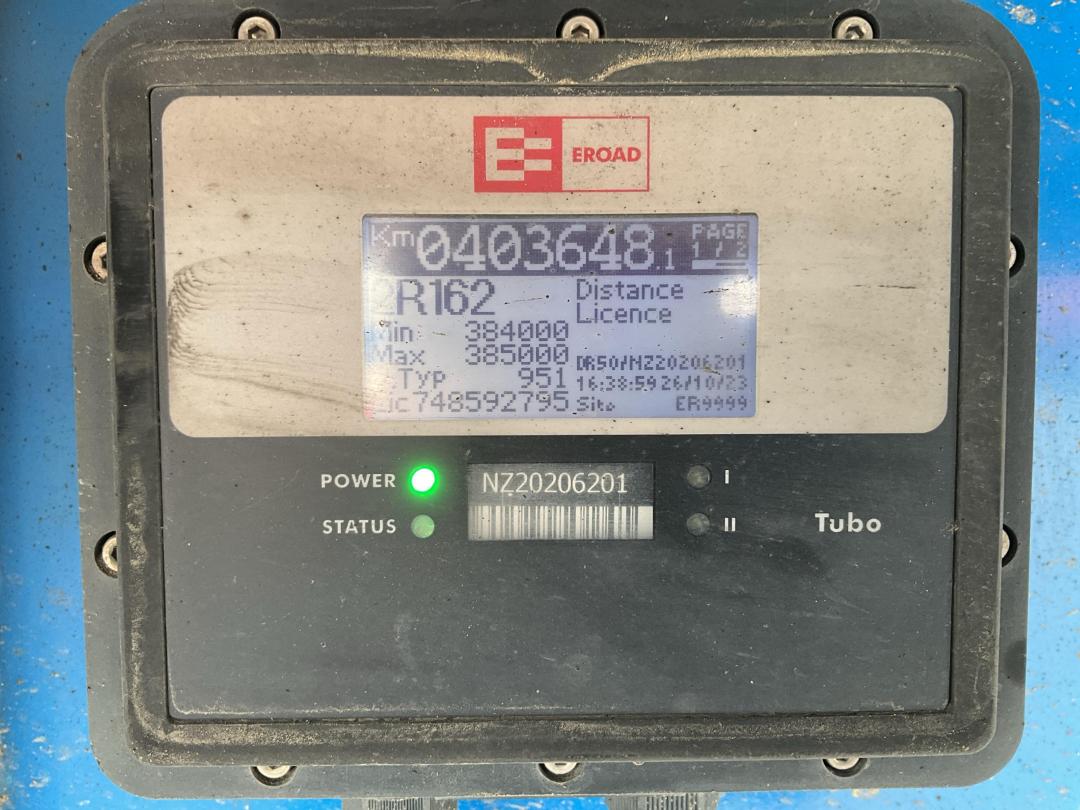 EROAD
Km 0403648.1
PAGE 1/2
R162
Distance Licence
Min 384000
Max 385000
Typ 951
Lic 748592795
DR50/NZ20206201
16:38:59 26/10/23
Site ER9999
POWER
STATUS
NZ20206201
I
II
Tubo